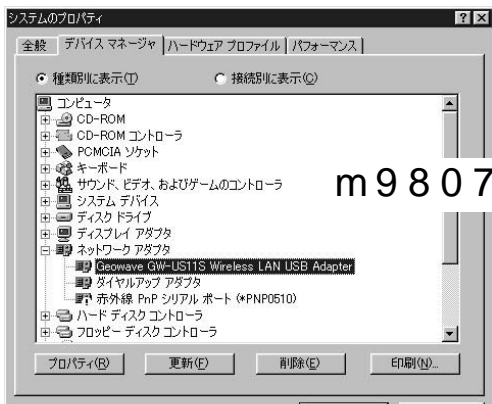 システムのプロパティ
全般 デバイス マネージャ ハードウェア プロファイル パフォーマンス
種類別に表示(T) 接続別に表示(C)
コンピュータ
CD-ROM
CD-ROM コントローラ
PCMCIA ソケット
キーボード
サウンド、ビデオ、およびゲームのコントローラ
m9807
システム デバイス
ディスク ドライブ
ディスプレイ アダプタ
ネットワーク アダプタ
Geowave GW-US11S Wireless LAN USB Adapter
ダイヤルアップ アダプタ
赤外線 PnP シリアル ポート (*PNP0510)
ハード ディスク コントローラ
フロッピー ディスク コントローラ
プロパティ(R) 更新(F) 削除(E) 印刷(N)...